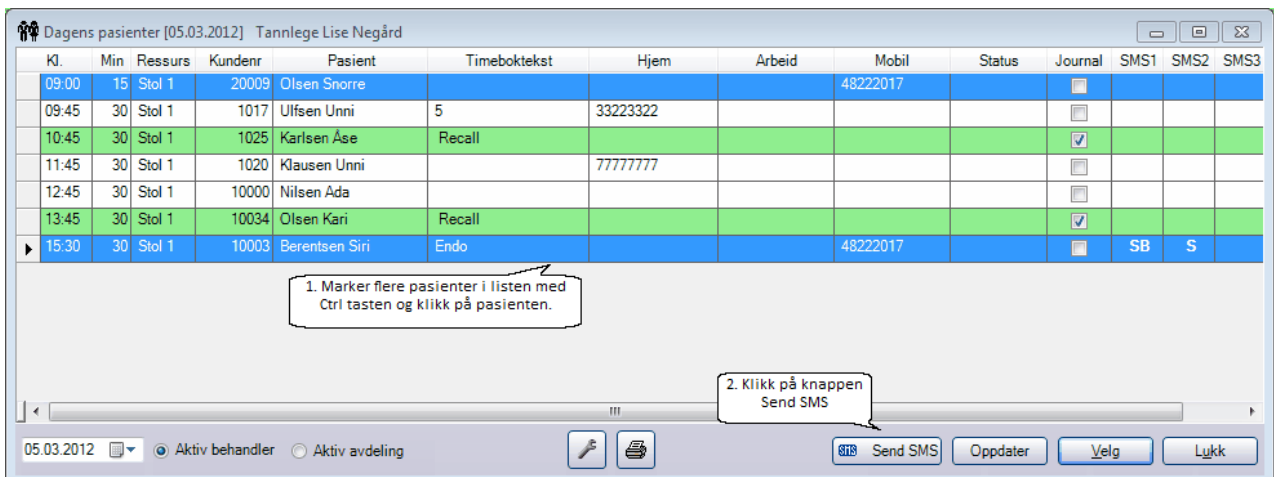 Dagens pasienter [05.03.2012] Tannlege Lise Negård
Kl. Min Ressurs Kundenr Pasient Timeboktekst Hjem Arbeid Mobil Status Journal SMS1 SMS2 SMS3
09:00 15 Stol 1 20009 Olsen Snorre 48222017
09:45 30 Stol 1 1017 Ulfsen Unni 5 33223322
10:45 30 Stol 1 1025 Karlsen Åse Recall
11:45 30 Stol 1 1020 Klausen Unni 77777777
12:45 30 Stol 1 10000 Nilsen Ada
13:45 30 Stol 1 10034 Olsen Kari Recall
15:30 30 Stol 1 10003 Berentsen Siri Endo 48222017 SB S
1. Marker flere pasienter i listen med
Ctrl tasten og klikk på pasienten.
2. Klikk på knappen
Send SMS
05.03.2012 Aktiv behandler Aktiv avdeling SMS Send SMS Oppdater Velg Lukk